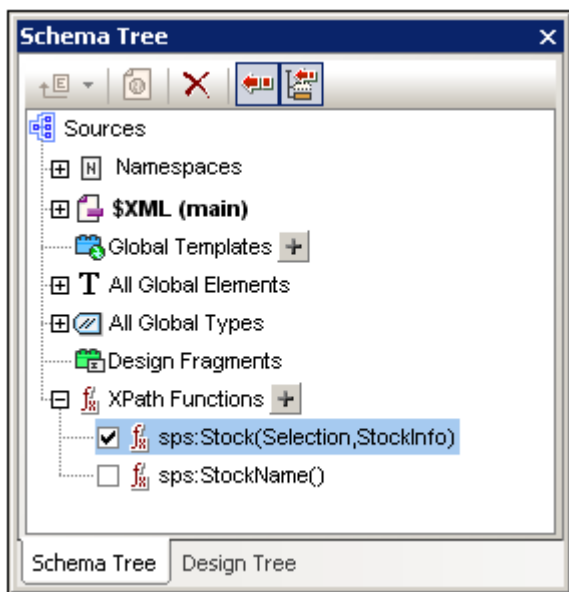 Schema Tree
Sources
Namespaces
$XML (main)
Global Templates
T All Global Elements
All Global Types
Design Fragments
XPath Functions
sps:Stock(Selection,StockInfo)
sps:StockName()
Schema Tree Design Tree